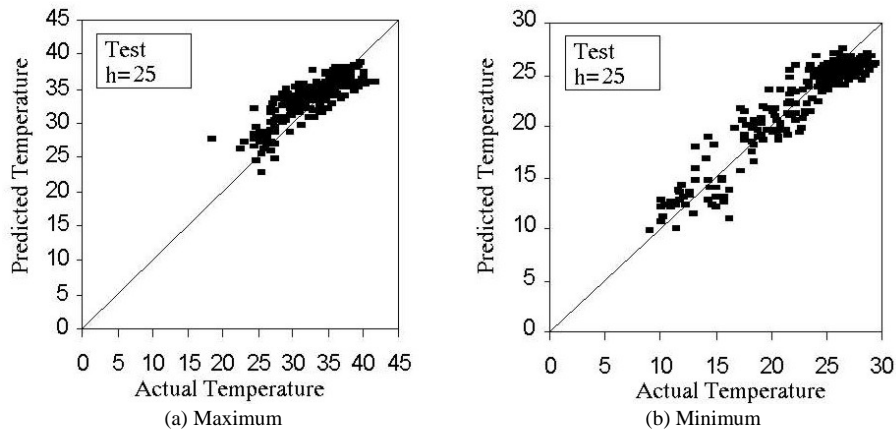 45
40
35
30
25
20
15
10
5
0
Predicted Temperature
Test
h=25
0 5 10 15 20 25 30 35 40 45
Actual Temperature
(a) Maximum
30
25
20
15
10
5
0
Predicted Temperature
Test
h=25
0 5 10 15 20 25 30
Actual Temperature
(b) Minimum